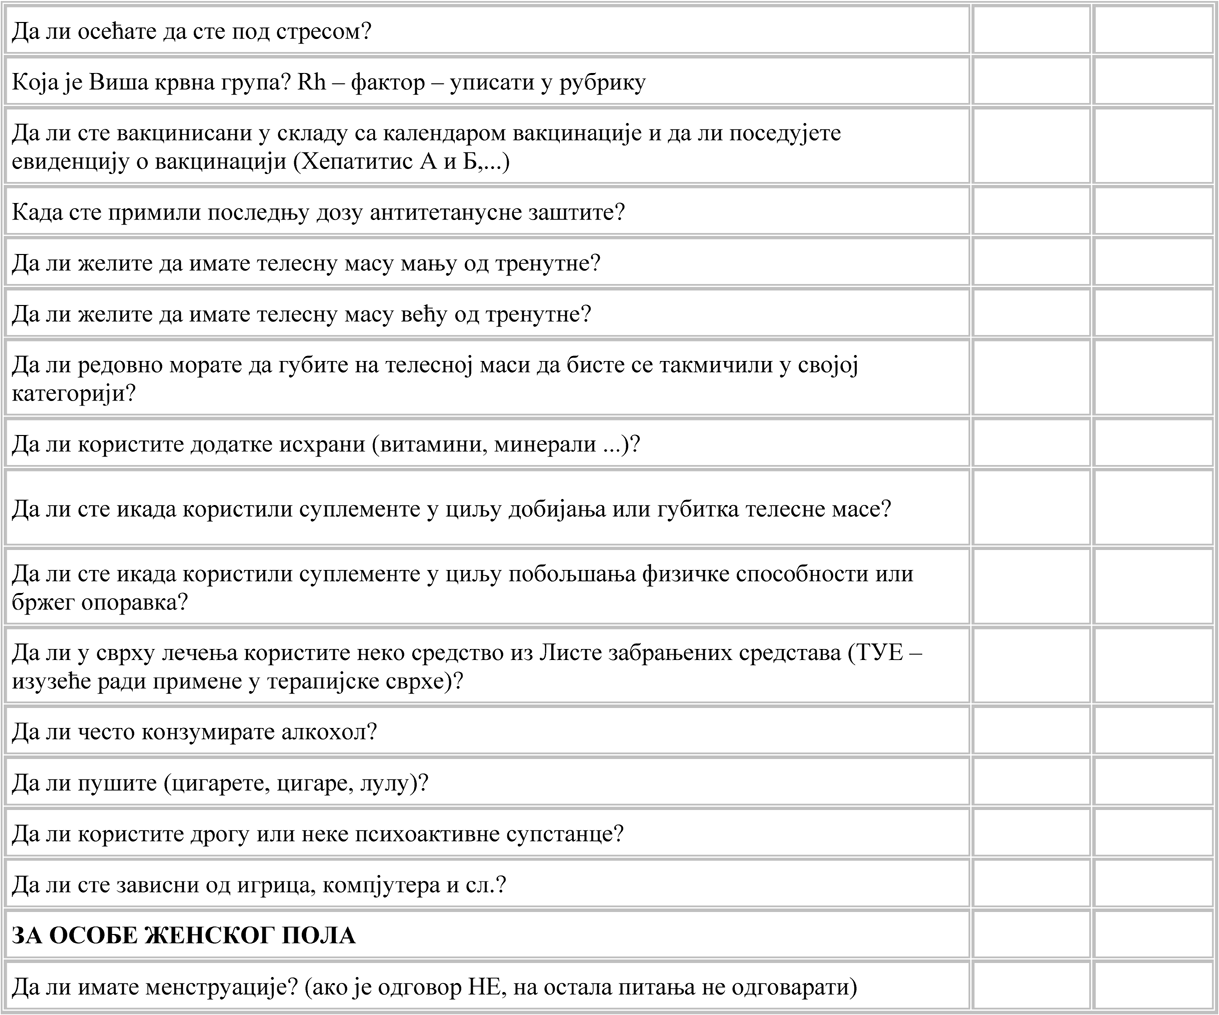 Да ли осећате да сте под стресом?
Која је Виша крвна група? Rh – фактор – уписати у рубрику
Да ли сте вакцинисани у складу са календаром вакцинације и да ли поседујете
евиденцију о вакцинацији (Хепатитис А и Б,...)
Када сте примили последњу дозу антитетанусне заштите?
Да ли желите да имате телесну масу мању од тренутне?
Да ли желите да имате телесну масу већу од тренутне?
Да ли редовно морате да губите на телесној маси да бисте се такмичили у својој
категорији?
Да ли користите додатке исхрани (витамини, минерали ...)?
Да ли сте икада користили суплементе у циљу добијања или губитка телесне масе?
Да ли сте икада користили суплементе у циљу побољшања физичке способности или
бржег опоравка?
Да ли у сврху лечења користите неко средство из Листе забрањених средстава (ТУЕ –
изузеће ради примене у терапијске сврхе)?
Да ли често конзумирате алкохол?
Да ли пушите (цигарете, цигаре, лулу)?
Да ли користите дрогу или неке психоактивне супстанце?
Да ли сте зависни од игрица, компјутера и сл.?
ЗА ОСОБЕ ЖЕНСКОГ ПОЛА
Да ли имате менструације? (ако је одговор НЕ, на остала питања не одговарати)